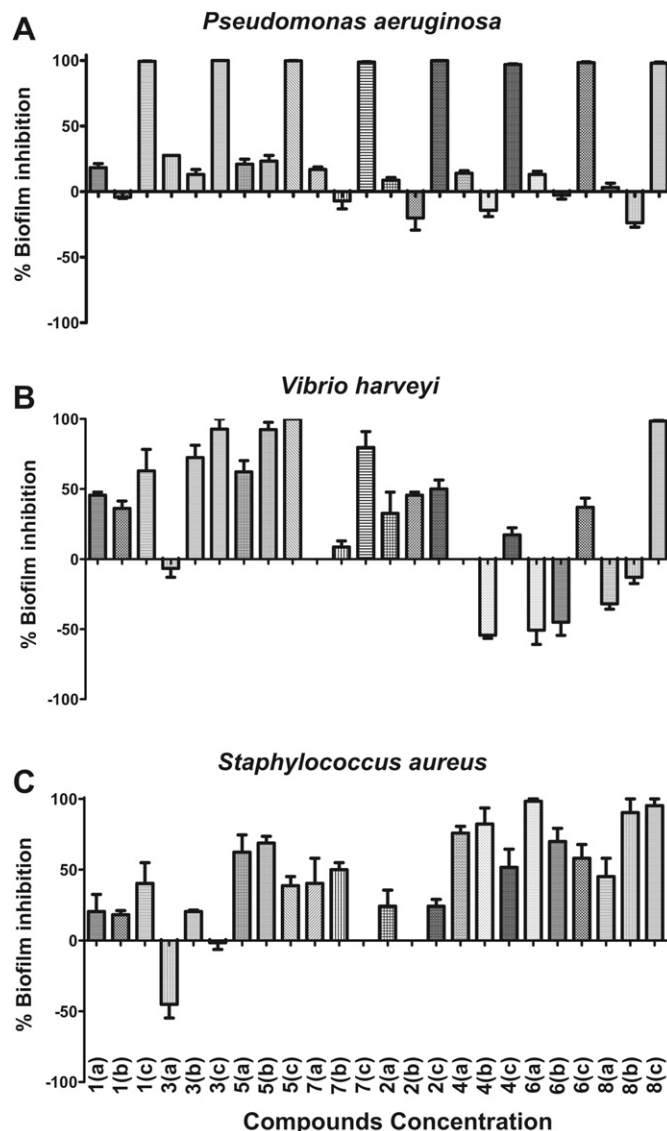 A
Pseudomonas aeruginosa
% Biofilm inhibition
100
50
0
-50
-100
B
Vibrio harveyi
% Biofilm inhibition
100
50
0
-50
-100
C
Staphylococcus aureus
% Biofilm inhibition
100
50
0
-50
-100
1(a)
1(b)
1(c)
3(a)
3(b)
3(c)
5(a)
5(b)
5(c)
7(a)
7(b)
7(c)
2(a)
2(b)
2(c)
4(a)
4(b)
4(c)
6(a)
6(b)
6(c)
8(a)
8(b)
8(c)
Compounds Concentration